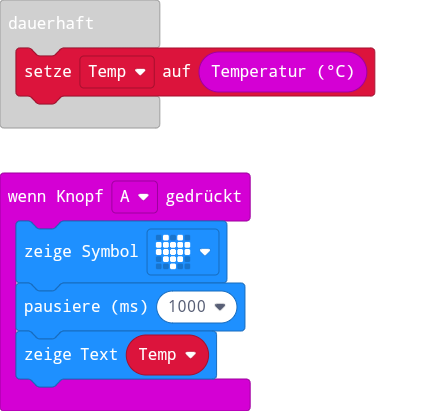 dauerhaft
setze Temp auf Temperatur (°C)
wenn Knopf A gedrückt
zeige Symbol
pausiere (ms) 1000
zeige Text Temp